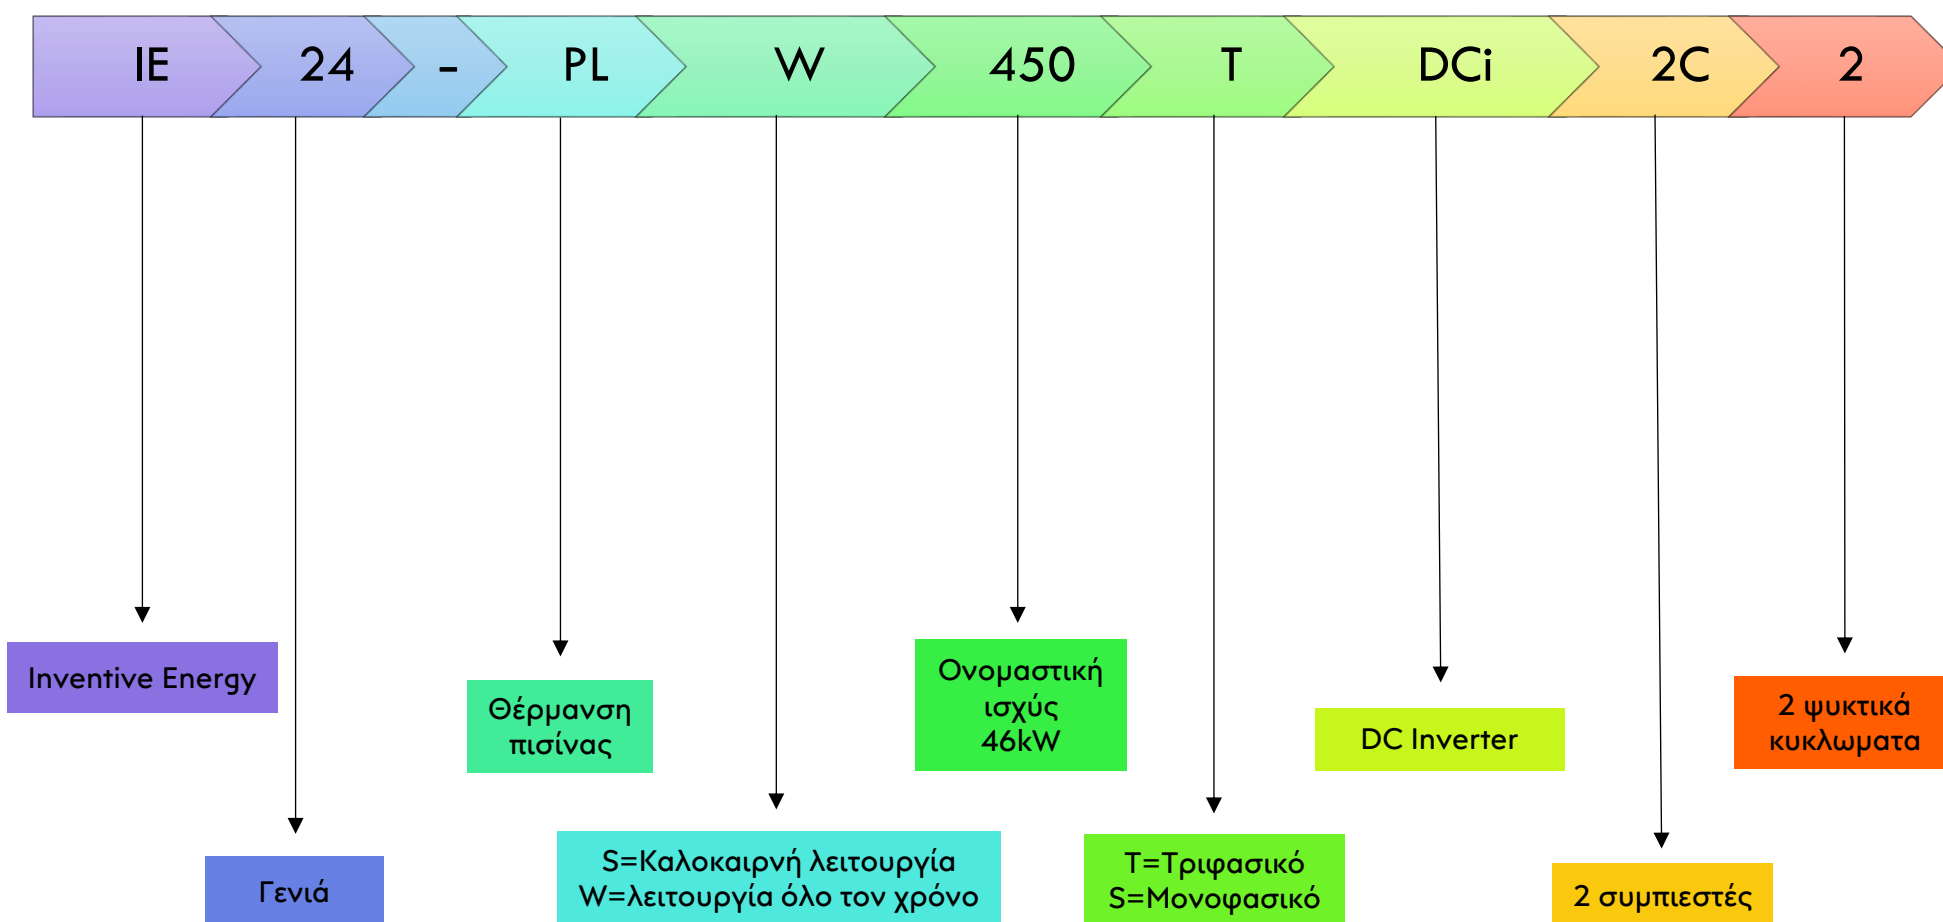 IE 24 - PL W 450 T DCi 2C 2
Inventive Energy
Γενιά
Θέρμανση
πισίνας
S=Καλοκαιρνή λειτουργία
W=λειτουργία όλο τον χρόνο
Ονομαστική
ισχύς
46kW
T=Τριφασικό
S=Μονοφασικό
DC Inverter
2 συμπιεστές
2 ψυκτικά
κυκλωματα